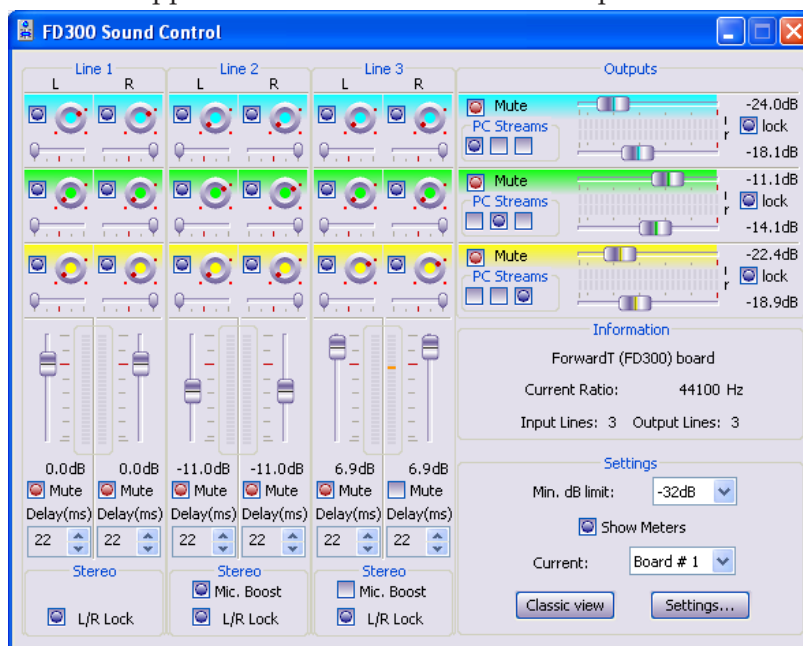 FD300 Sound Control
Line 1
L R
Line 2
L R
Line 3
L R
Outputs
Mute
PC Streams
-24.0dB
l
r
lock
-18.1dB
Mute
PC Streams
-11.1dB
l
r
lock
-14.1dB
Mute
PC Streams
-22.4dB
l
r
lock
-18.9dB
0.0dB 0.0dB -11.0dB -11.0dB 6.9dB 6.9dB
Mute Mute Mute Mute Mute Mute
Delay(ms) Delay(ms) Delay(ms) Delay(ms) Delay(ms) Delay(ms)
22 22 22 22 22 22
Stereo
L/R Lock
Stereo
Mic. Boost
L/R Lock
Stereo
Mic. Boost
L/R Lock
Information
ForwardT (FD300) board
Current Ratio: 44100 Hz
Input Lines: 3 Output Lines: 3
Settings
Min. dB limit: -32dB
Show Meters
Current: Board # 1
Classic view Settings...